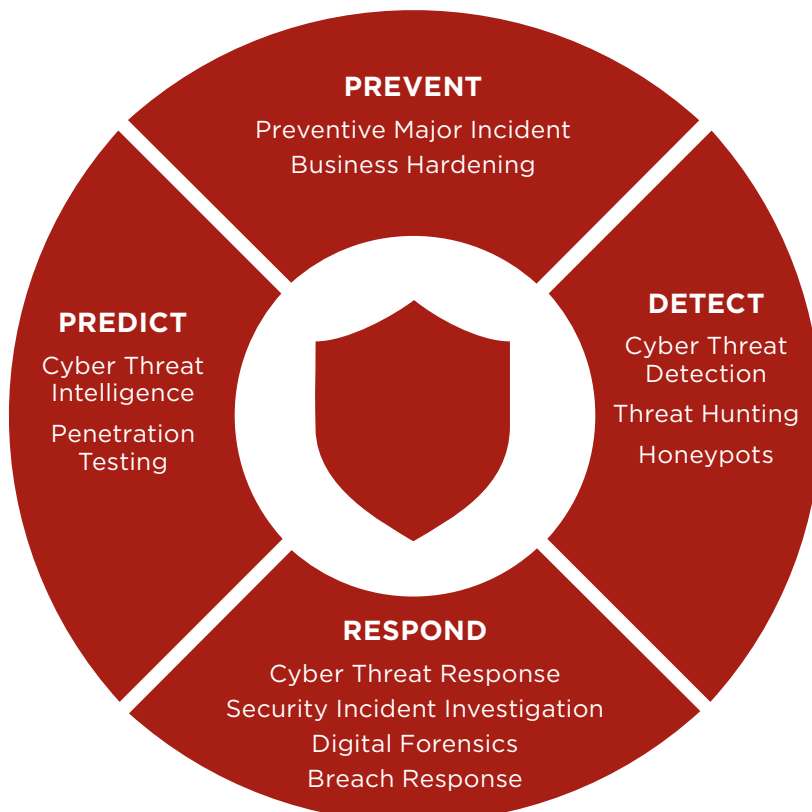 PREVENT
Preventive Major Incident
Business Hardening
PREDICT
Cyber Threat
Intelligence
Penetration
Testing
DETECT
Cyber Threat
Detection
Threat Hunting
Honeypots
RESPOND
Cyber Threat Response
Security Incident Investigation
Digital Forensics
Breach Response